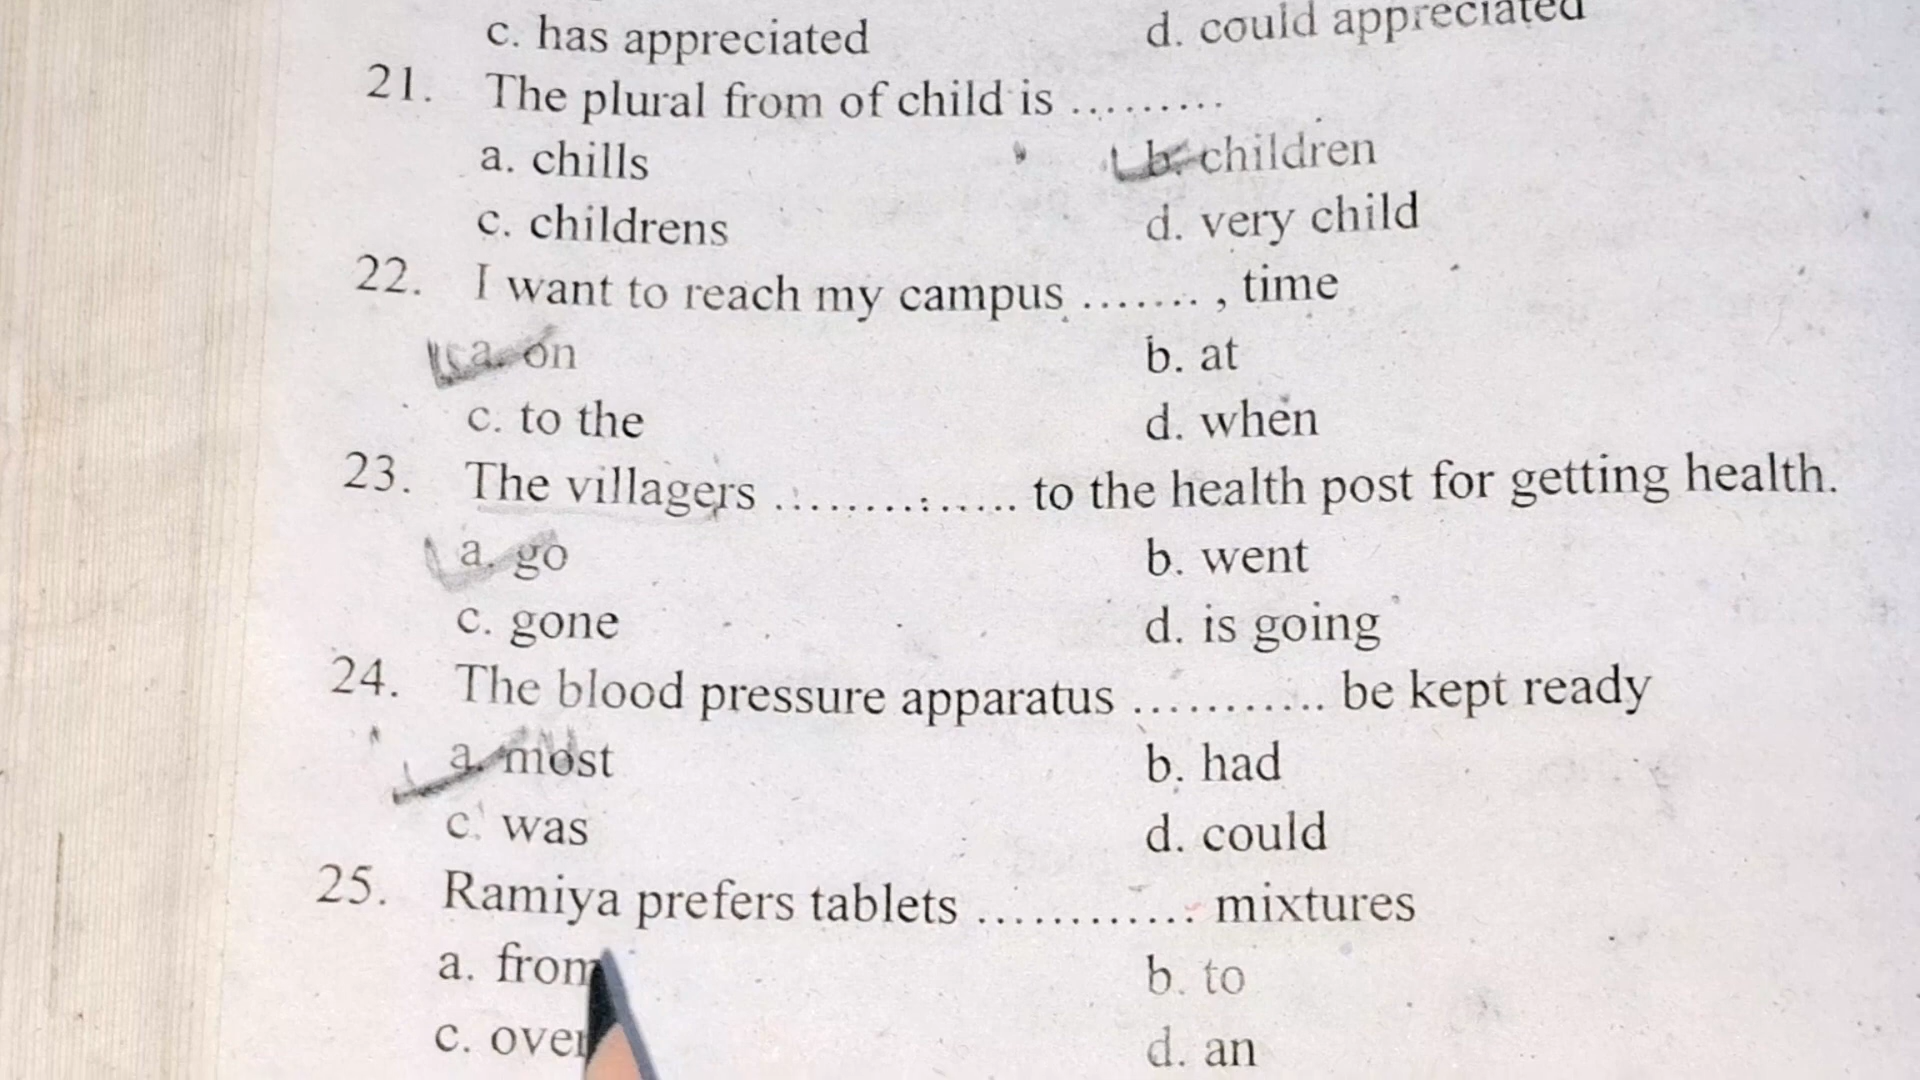 c. has appreciated d. could appreciated
21. The plural from of child is .........
a. chills b. children
c. childrens d. very child
22. I want to reach my campus ....... , time
a. on b. at
c. to the d. when
23. The villagers .............. to the health post for getting health.
a. go b. went
c. gone d. is going
24. The blood pressure apparatus ........... be kept ready
a. most b. had
c. was d. could
25. Ramiya prefers tablets ............ mixtures
a. from b. to
c. over d. an